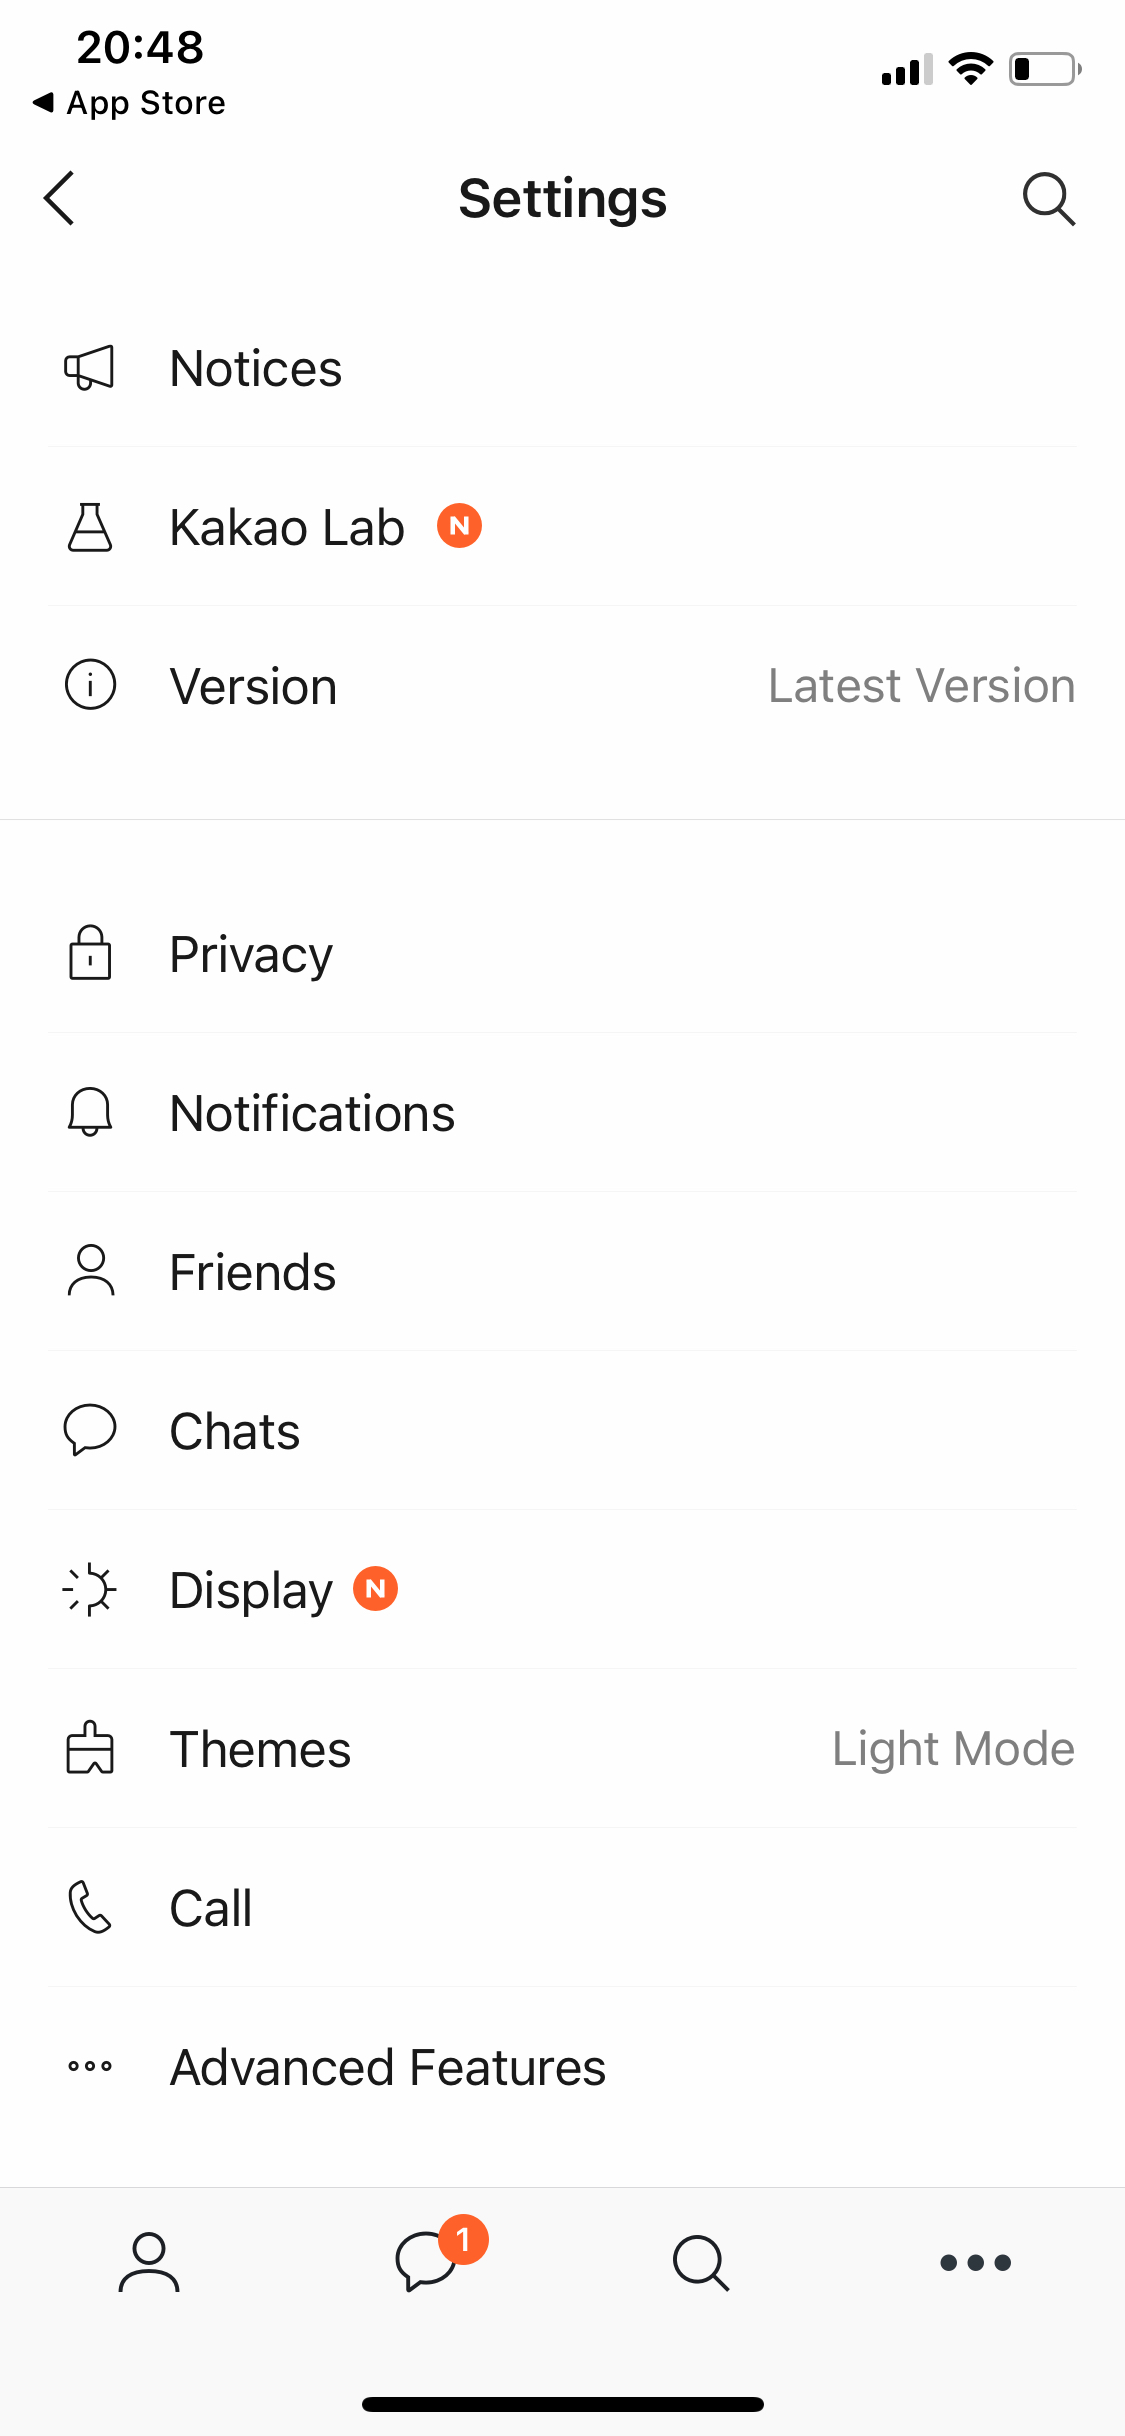 20:48
App Store
Settings
Notices
Kakao Lab N
Version Latest Version
Privacy
Notifications
Friends
Chats
Display N
Themes Light Mode
Call
Advanced Features
1